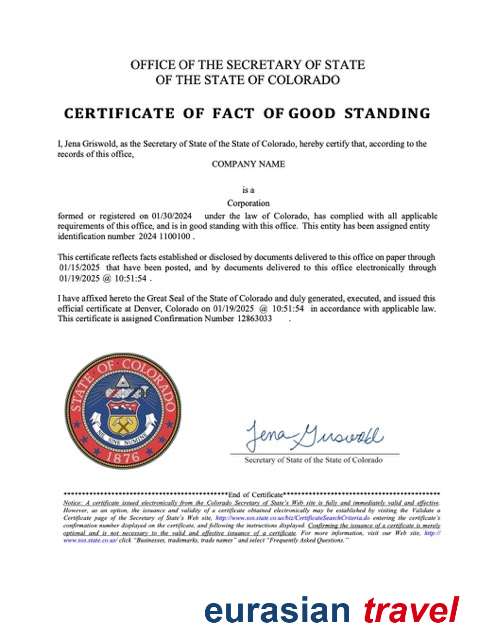 OFFICE OF THE SECRETARY OF STATE
OF THE STATE OF COLORADO
CERTIFICATE OF FACT OF GOOD STANDING
I, Jena Griswold, as the Secretary of State of the State of Colorado, hereby certify that, according to the
records of this office,
COMPANY NAME
is a
Corporation
formed or registered on 01/30/2024 under the law of Colorado, has complied with all applicable
requirements of this office, and is in good standing with this office. This entity has been assigned entity
identification number 2024 1100100 .
This certificate reflects facts established or disclosed by documents delivered to this office on paper through
01/15/2025 that have been posted, and by documents delivered to this office electronically through
01/19/2025 @ 10:51:54 .
I have affixed hereto the Great Seal of the State of Colorado and duly generated, executed, and issued this
official certificate at Denver, Colorado on 01/19/2025 @ 10:51:54 in accordance with applicable law.
This certificate is assigned Confirmation Number 12863033 .
STATE OF COLORADO
NIL SINE NUMINE
1876
Jena Griswold
Secretary of State of the State of Colorado
*********************************************End of Certificate*******************************************
Notice: A certificate issued electronically from the Colorado Secretary of State's Web site is fully and immediately valid and effective.
However, as an option, the issuance and validity of a certificate obtained electronically may be established by visiting the Validate a
Certificate page of the Secretary of State's Web site, http://www.sos.state.co.us/biz/CertificateSearchCriteria.do entering the certificate's
confirmation number displayed on the certificate, and following the instructions displayed. Confirming the issuance of a certificate is merely
optional and is not necessary to the valid and effective issuance of a certificate. For more information, visit our Web site, http://
www.sos.state.co.us/ click "Businesses, trademarks, trade names" and select "Frequently Asked Questions."
eurasian travel